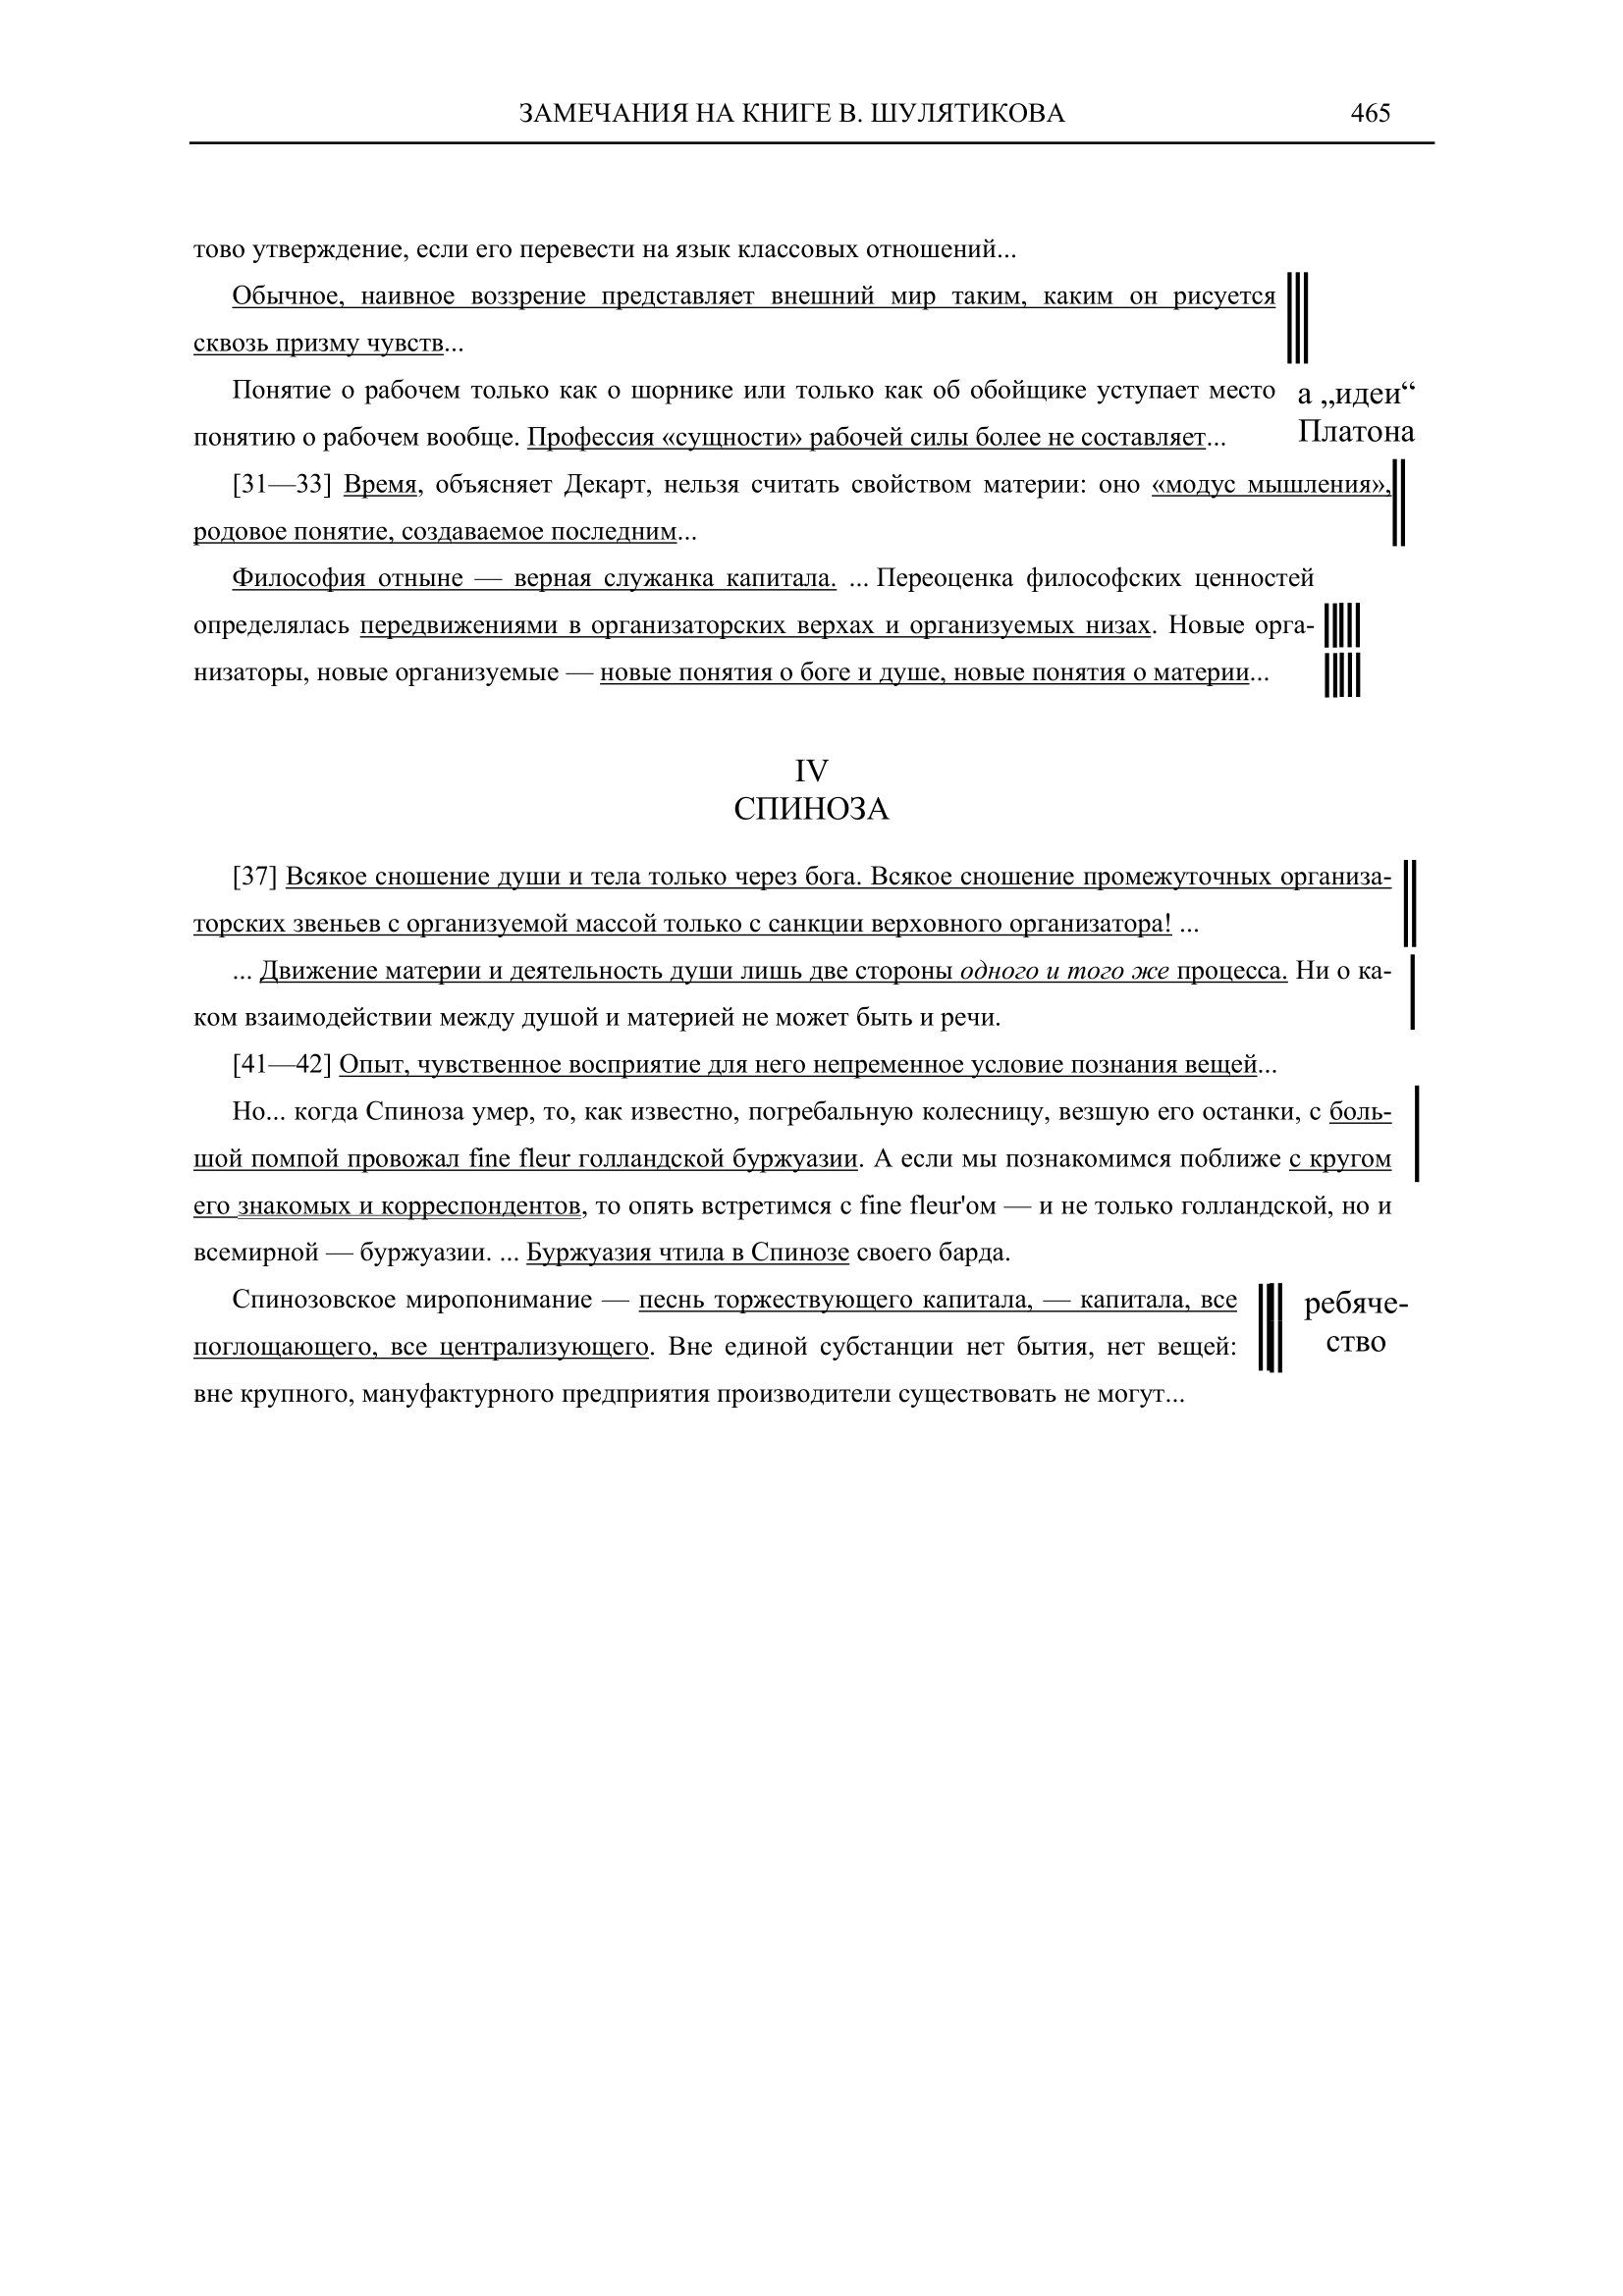 ЗАМЕЧАНИЯ НА КНИГЕ В. ШУЛЯТИКОВА 465
тово утверждение, если его перевести на язык классовых отношений...
Обычное, наивное воззрение представляет внешний мир таким, каким он рисуется
сквозь призму чувств...
Понятие о рабочем только как о шорнике или только как об обойщике уступает место
понятию о рабочем вообще. Профессия «сущности» рабочей силы более не составляет...
а „идеи“
Платона
[31—33] Время, объясняет Декарт, нельзя считать свойством материи: оно «модус мышления»,
родовое понятие, создаваемое последним...
Философия отныне — верная служанка капитала. ... Переоценка философских ценностей
определялась передвижениями в организаторских верхах и организуемых низах. Новые орга-
низаторы, новые организуемые — новые понятия о боге и душе, новые понятия о материи...
IV
СПИНОЗА
[37] Всякое сношение души и тела только через бога. Всякое сношение промежуточных организа-
торских звеньев с организуемой массой только с санкции верховного организатора! ...
... Движение материи и деятельность души лишь две стороны одного и того же процесса. Ни о ка-
ком взаимодействии между душой и материей не может быть и речи.
[41—42] Опыт, чувственное восприятие для него непременное условие познания вещей...
Но... когда Спиноза умер, то, как известно, погребальную колесницу, везшую его останки, с боль-
шой помпой провожал fine fleur голландской буржуазии. А если мы познакомимся поближе с кругом
его знакомых и корреспондентов, то опять встретимся с fine fleur'ом — и не только голландской, но и
всемирной — буржуазии. ... Буржуазия чтила в Спинозе своего барда.
Спинозовское миропонимание — песнь торжествующего капитала, — капитала, все
поглощающего, все централизующего. Вне единой субстанции нет бытия, нет вещей:
вне крупного, мануфактурного предприятия производители существовать не могут...
ребяче-
ство